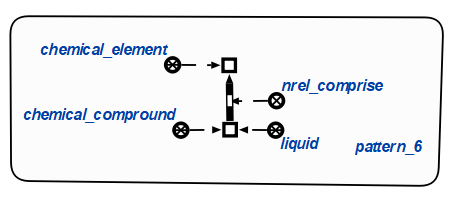 chemical_element
nrel_comprise
chemical_compround
liquid
pattern_6